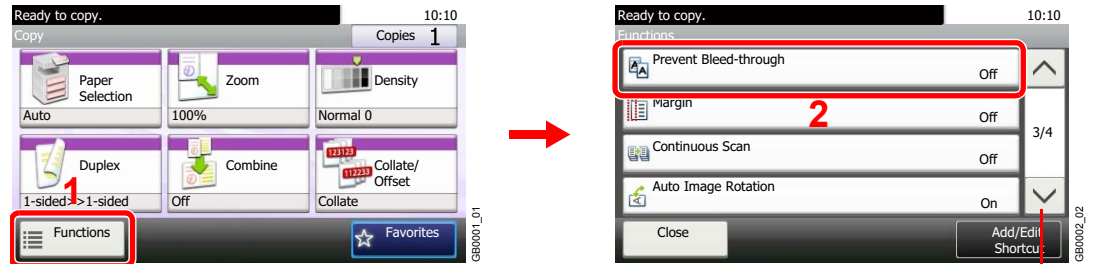 Ready to copy. 10:10
Copy Copies 1
Paper
Selection
Auto
Zoom
100%
Density
Normal 0
Duplex
1-sided>>1-sided
Combine
Off
123123
112233
Collate/
Offset
Collate
1
Functions
Favorites
GB0001_01
Ready to copy. 10:10
Functions
Prevent Bleed-through
Off
2
Margin
Off
3/4
Continuous Scan
Off
Auto Image Rotation
On
Close
Add/Edit
Shortcut
GB0002_02